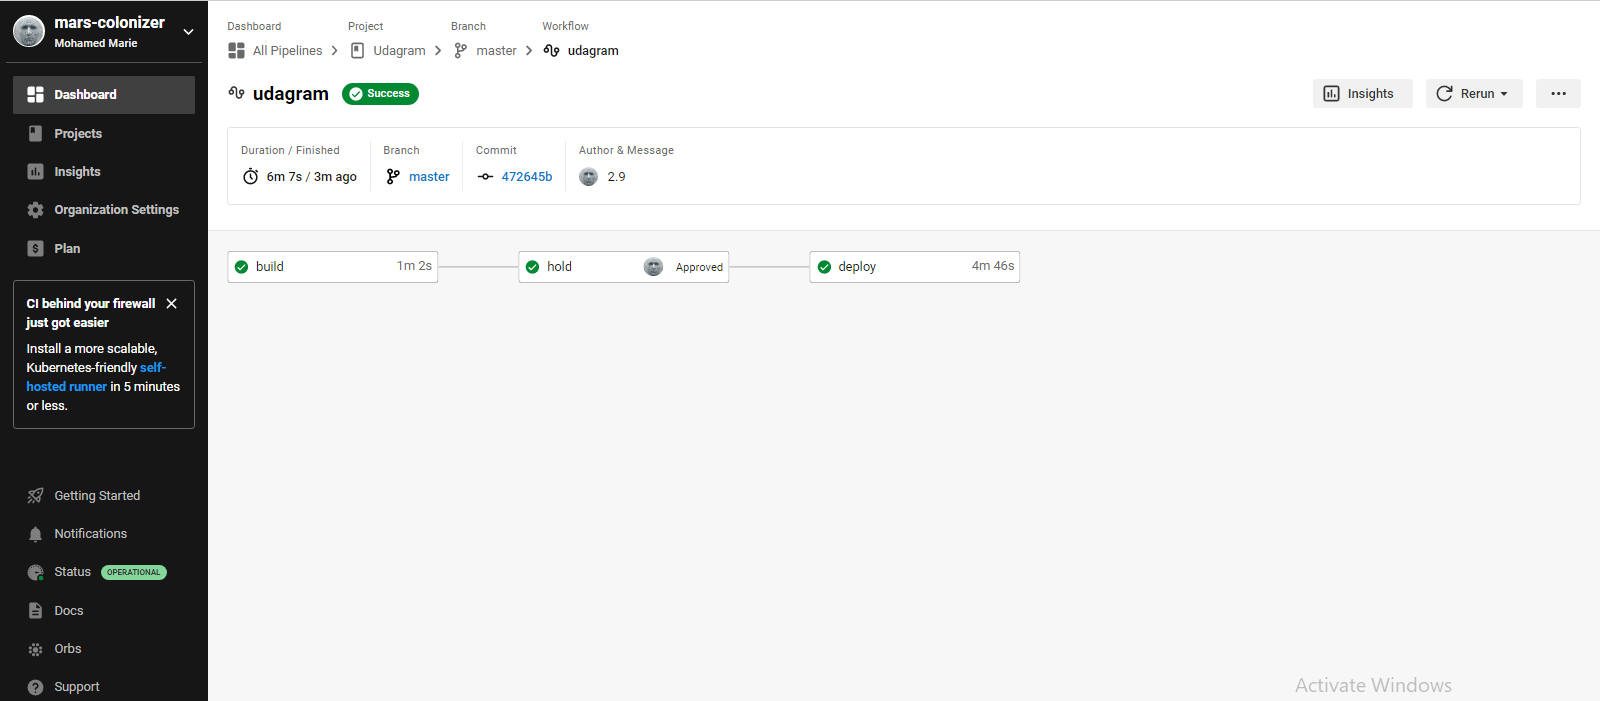 mars-colonizer
Mohamed Marie
Dashboard
Projects
Insights
Organization Settings
Plan
CI behind your firewall
just got easier
Install a more scalable,
Kubernetes-friendly self-
hosted runner in 5 minutes
or less.
Getting Started
Notifications
Status OPERATIONAL
Docs
Orbs
Support
Dashboard Project Branch Workflow
All Pipelines Udagram master udagram
udagram Success
Insights Rerun
Duration / Finished Branch Commit Author & Message
6m 7s / 3m ago master 472645b 2.9
build 1m 2s hold Approved deploy 4m 46s
Activate Windows